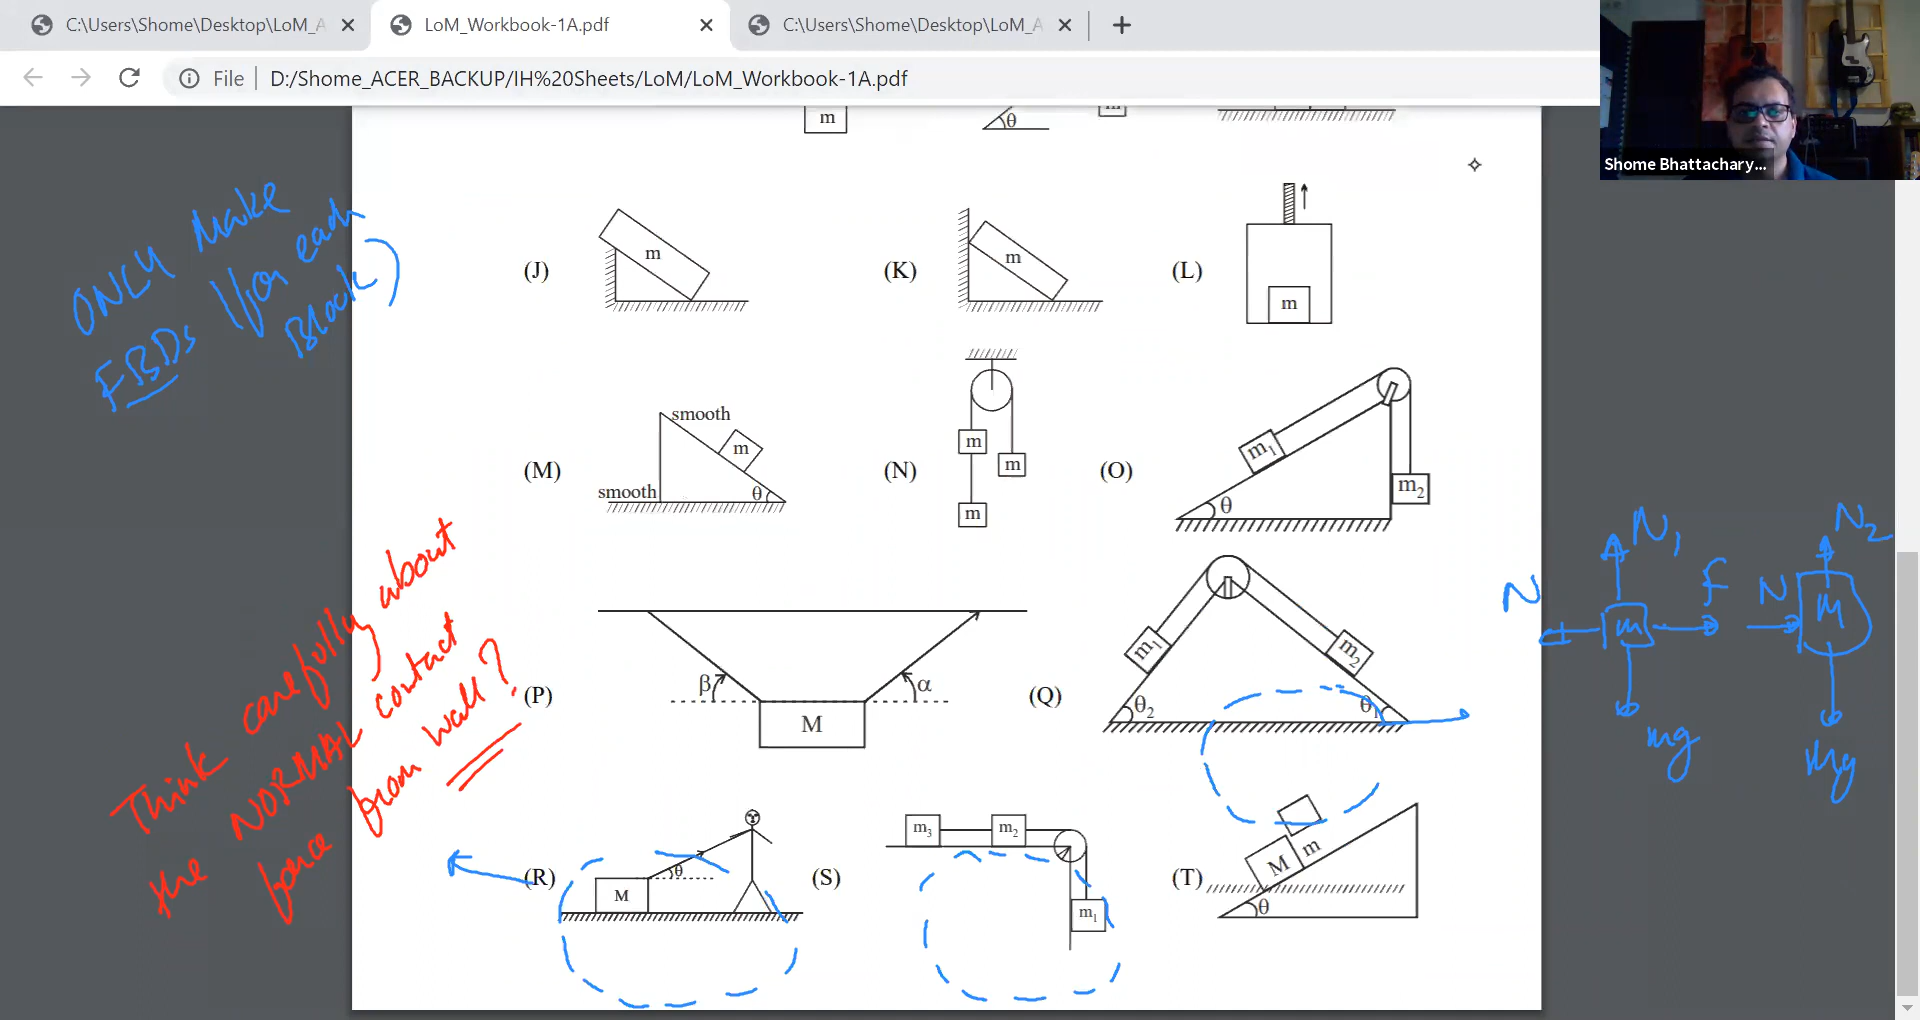 C:\Users\Shome\Desktop\LoM_A
LoM_Workbook-1A.pdf
C:\Users\Shome\Desktop\LoM_A
File
D:/Shome_ACER_BACKUP/IH%20Sheets/LoM/LoM_Workbook-1A.pdf
Shome Bhattachary...
m
θ
m
ONLY Make
FBDs (for each
Block)
(J)
m
(K)
m
(L)
m
(M)
smooth
m
smooth
θ
(N)
m
m
m
(O)
m₁
m₂
θ
Think carefully about
the NORMAL contact
force from wall?
(P)
β
α
M
(Q)
m₁
m₂
θ₂
θ₁
N₁
N
m
F
mg
N₂
N
M
Mg
(R)
M
θ
(S)
m₃
m₂
m₁
(T)
M
m
θ